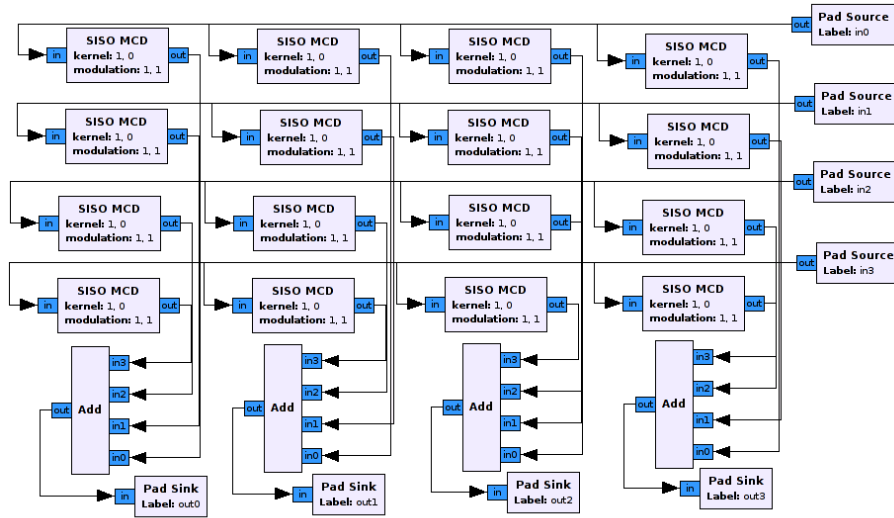 out
Pad Source
Label: in0
in
SISO MCD
kernel: 1, 0
modulation: 1, 1
out
in
SISO MCD
kernel: 1, 0
modulation: 1, 1
out
in
SISO MCD
kernel: 1, 0
modulation: 1, 1
out
in
SISO MCD
kernel: 1, 0
modulation: 1, 1
out
out
Pad Source
Label: in1
in
SISO MCD
kernel: 1, 0
modulation: 1, 1
out
in
SISO MCD
kernel: 1, 0
modulation: 1, 1
out
in
SISO MCD
kernel: 1, 0
modulation: 1, 1
out
in
SISO MCD
kernel: 1, 0
modulation: 1, 1
out
out
Pad Source
Label: in2
in
SISO MCD
kernel: 1, 0
modulation: 1, 1
out
in
SISO MCD
kernel: 1, 0
modulation: 1, 1
out
in
SISO MCD
kernel: 1, 0
modulation: 1, 1
out
in
SISO MCD
kernel: 1, 0
modulation: 1, 1
out
out
Pad Source
Label: in3
in
SISO MCD
kernel: 1, 0
modulation: 1, 1
out
in
SISO MCD
kernel: 1, 0
modulation: 1, 1
out
in
SISO MCD
kernel: 1, 0
modulation: 1, 1
out
in
SISO MCD
kernel: 1, 0
modulation: 1, 1
out
out
Add
in3
in2
in1
in0
out
Add
in3
in2
in1
in0
out
Add
in3
in2
in1
in0
out
Add
in3
in2
in1
in0
in
Pad Sink
Label: out0
in
Pad Sink
Label: out1
in
Pad Sink
Label: out2
in
Pad Sink
Label: out3